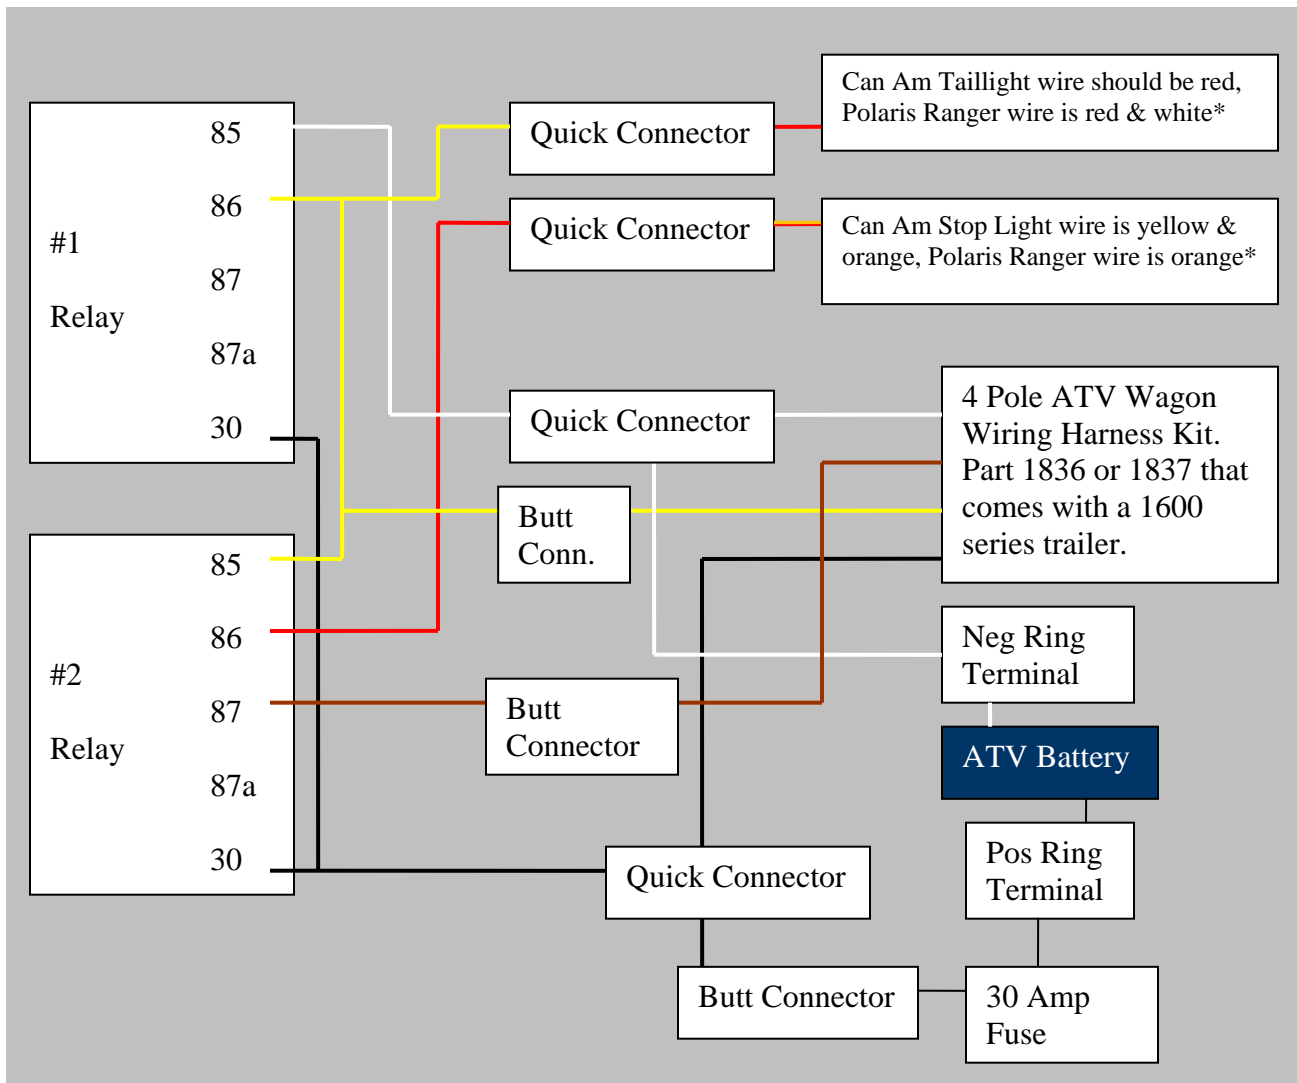 Can Am Taillight wire should be red,
Polaris Ranger wire is red & white*
Quick Connector
85
86
#1
Relay
87
87a
30
Quick Connector
Can Am Stop Light wire is yellow &
orange, Polaris Ranger wire is orange*
Quick Connector
4 Pole ATV Wagon
Wiring Harness Kit.
Part 1836 or 1837 that
comes with a 1600
series trailer.
Butt
Conn.
85
86
#2
Relay
87
87a
30
Neg Ring
Terminal
Butt
Connector
ATV Battery
Pos Ring
Terminal
Quick Connector
Butt Connector
30 Amp
Fuse